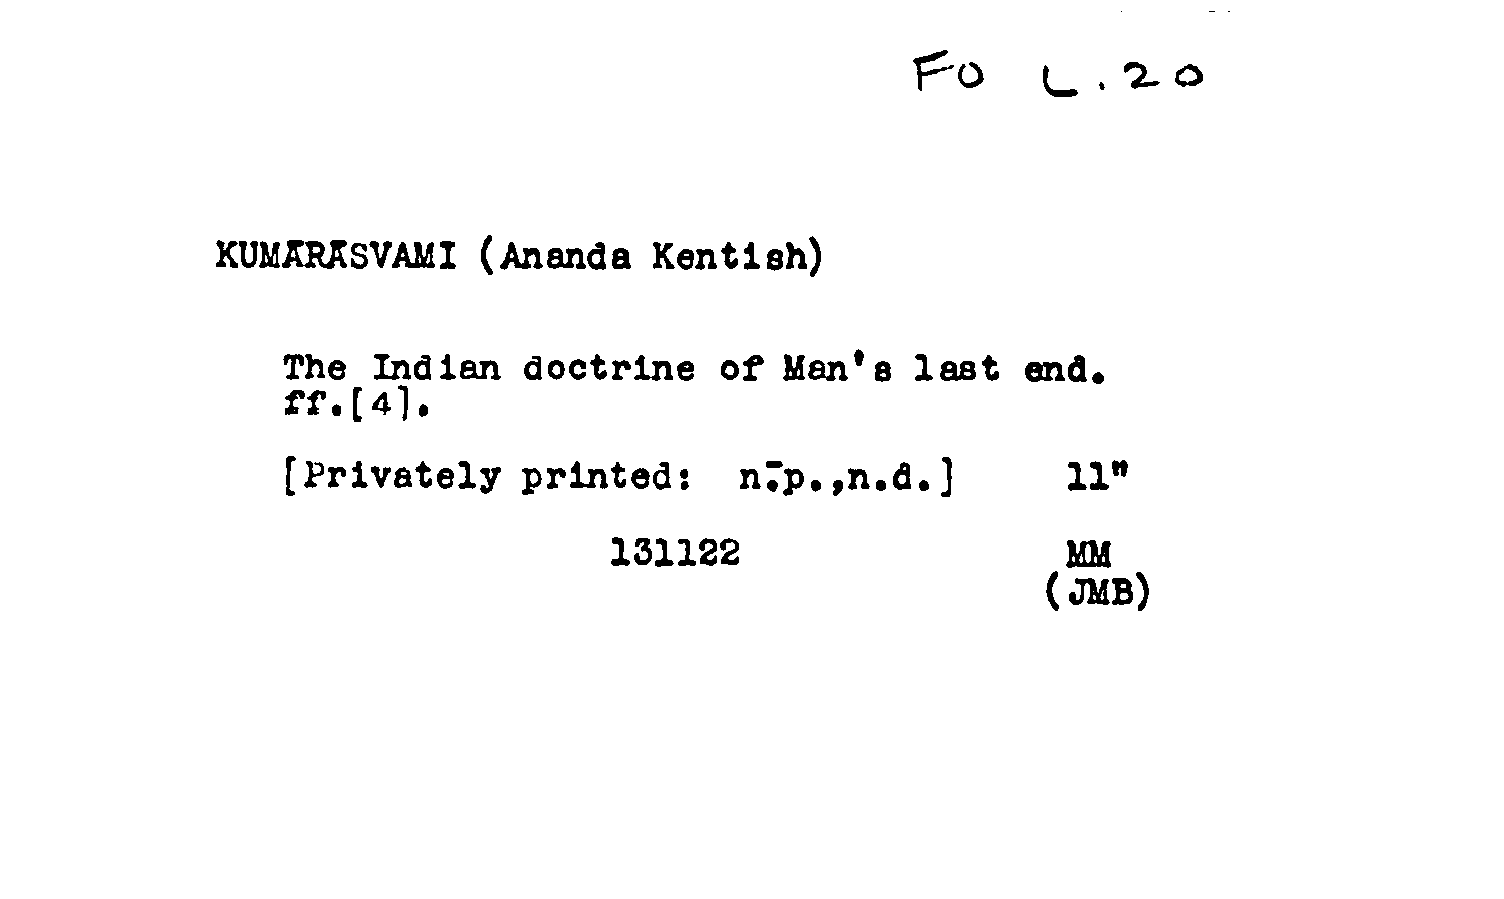 FO L.20
KUMĀRĀSVAMI (Ananda Kentish)
The Indian doctrine of Man's last end.
ff.[4].
[Privately printed: n.p.,n.d.] 11"
131122 MM
(JMB)